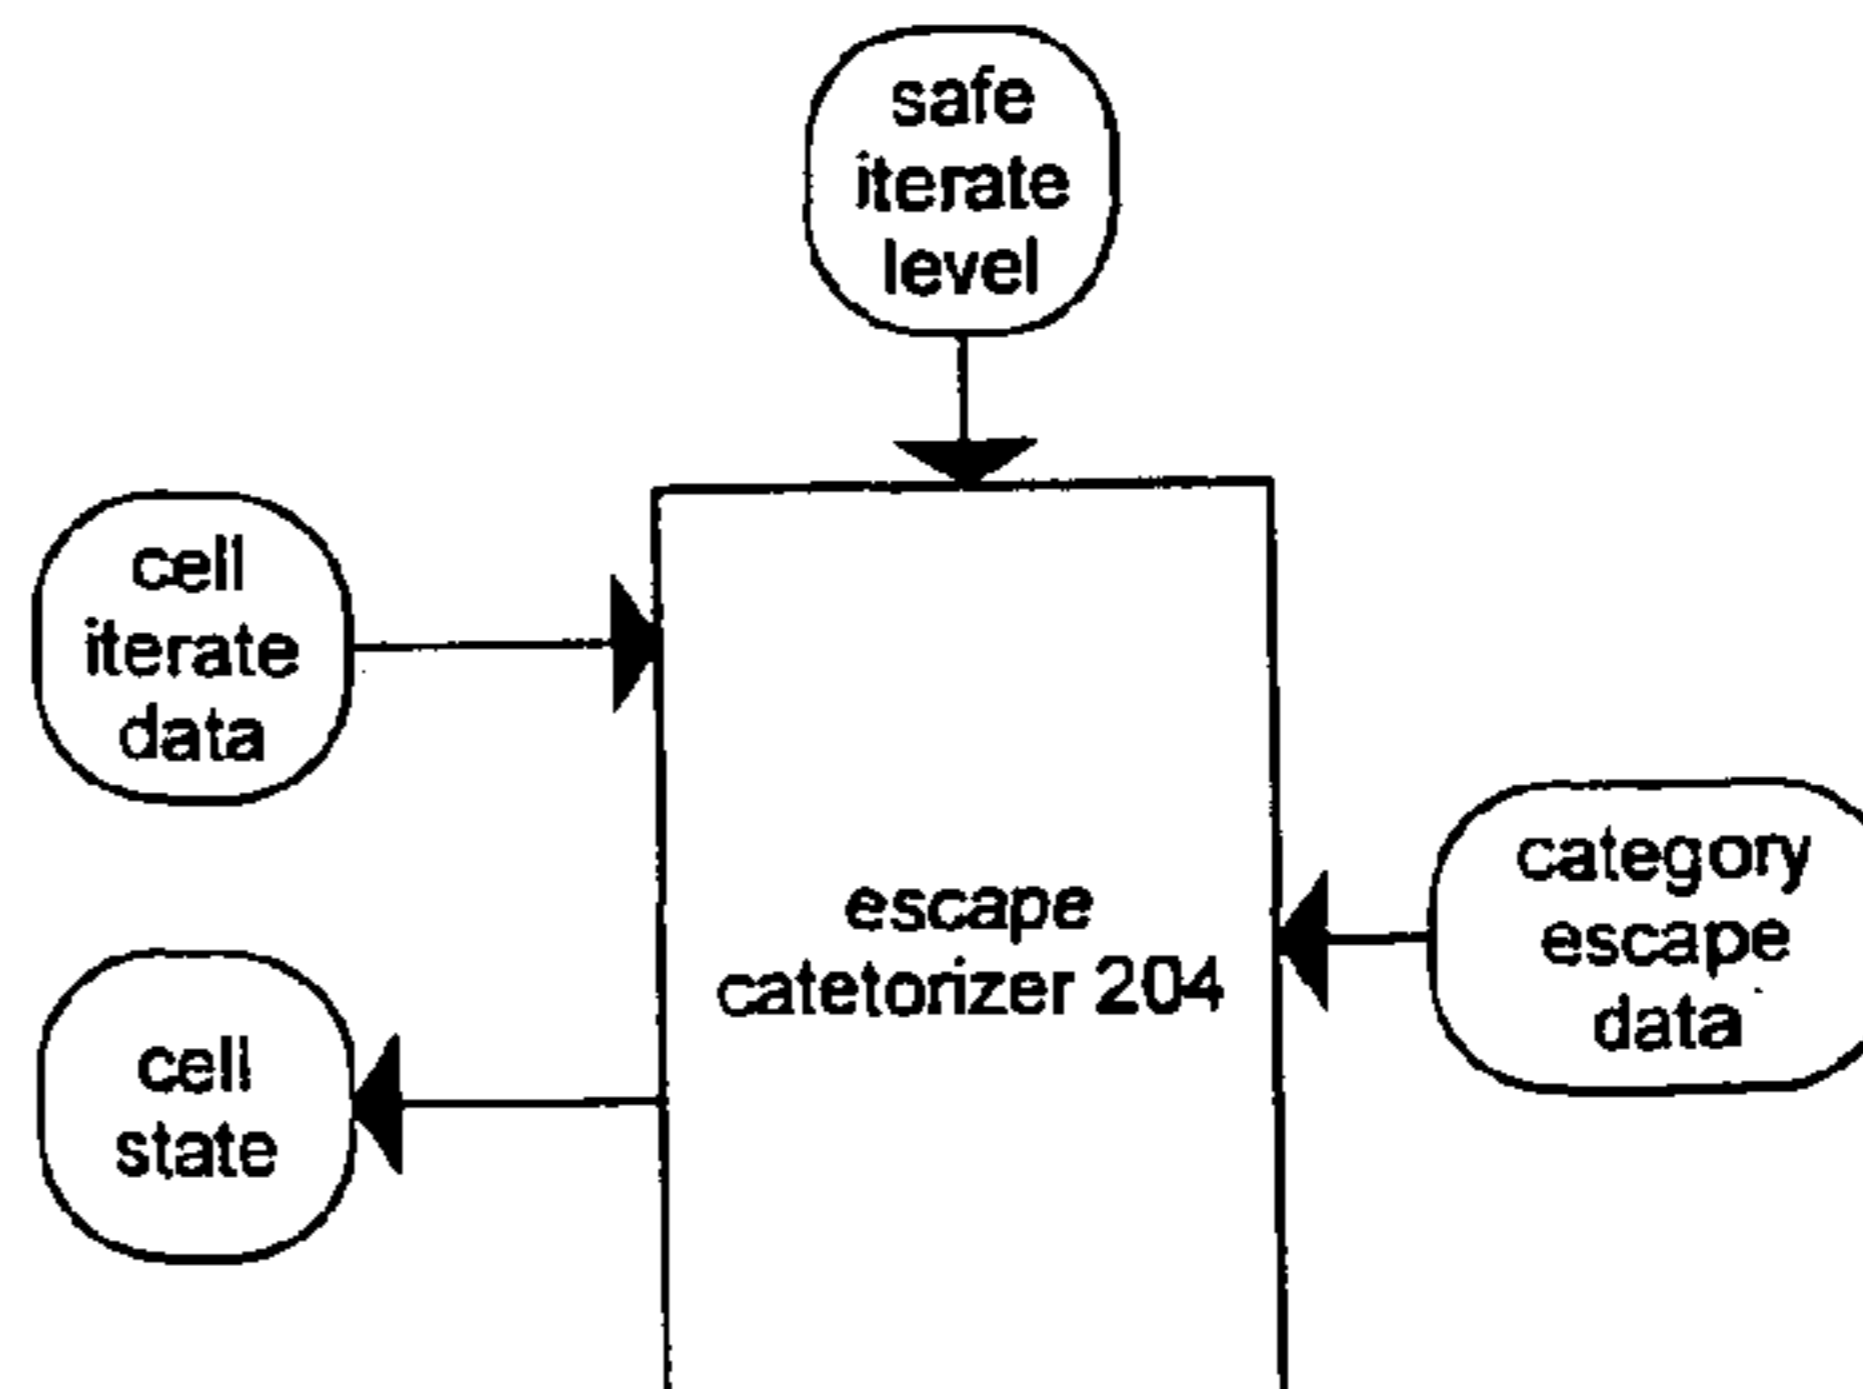 safe
iterate
level
cell
iterate
data
category
escape
data
escape
catetorizer 204
cell
state